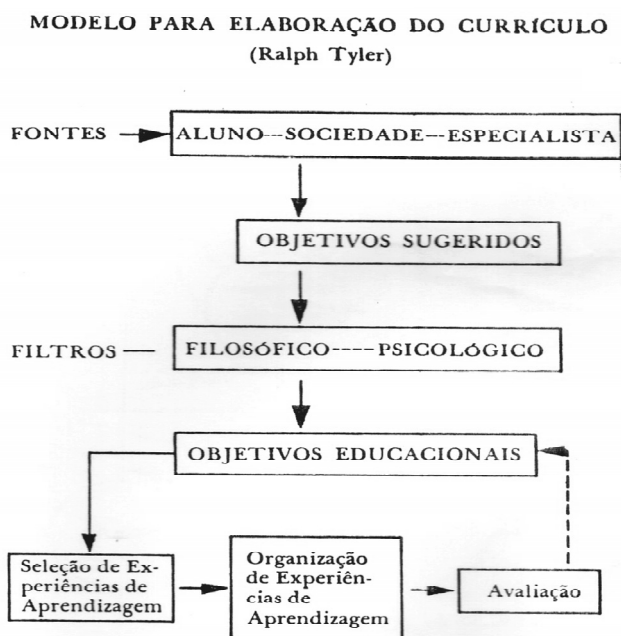 MODELO PARA ELABORAÇÃO DO CURRÍCULO
(Ralph Tyler)
FONTES
ALUNO---SOCIEDADE---ESPECIALISTA
OBJETIVOS SUGERIDOS
FILTROS
FILOSÓFICO----PSICOLÓGICO
OBJETIVOS EDUCACIONAIS
Seleção de Ex-
periências de
Aprendizagem
Organização
de Experiên-
cias de
Aprendizagem
Avaliação